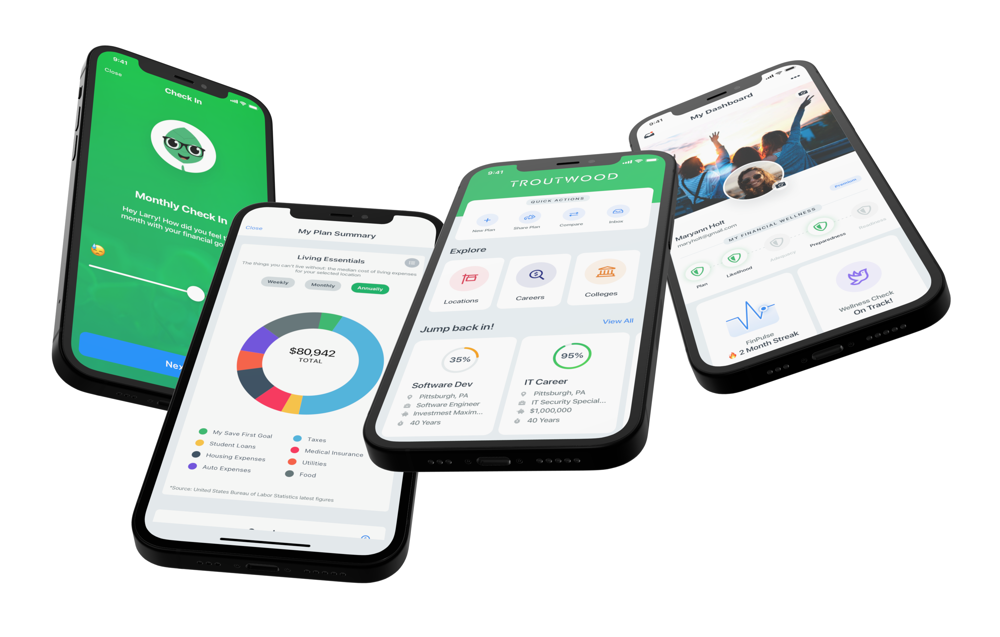 9:41
Close
Check In
Monthly Check In
Hey Larry! How did you feel
month with your financial
Close
My Plan Summary
Living Essentials
The things you can't live without: the median cost of living expenses
for your selected location
Weekly Monthly Annually
$80,942
TOTAL
My Save First Goal Taxes
Student Loans Medical Insurance
Housing Expenses Utilities
Auto Expenses Food
*Source: United States Bureau of Labor Statistics latest figures
9:41
TROUTWOOD
QUICK ACTIONS
New Plan Share Plan Compare Inbox
Explore
Locations Careers Colleges
Jump back in! View All
35% 95%
Software Dev IT Career
Pittsburgh, PA Pittsburgh, PA
Software Engineer IT Security Special...
Investmest Maxim... $1,000,000
40 Years 40 Years
9:41
My Dashboard
Premium
Maryann Holt
maryholt@gmail.com
MY FINANCIAL WELLNESS
Plan Likelihood Adequacy Preparedness Readiness
FinPulse
🔥 2 Month Streak
Wellness Check
On Track!